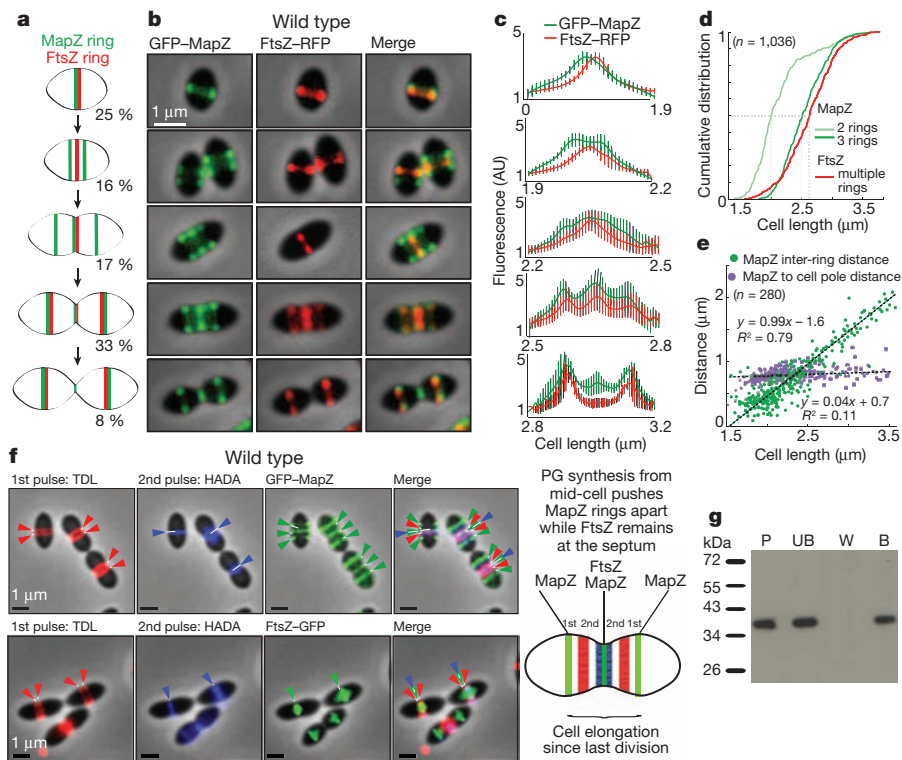 a
MapZ ring
FtsZ ring
25 %
16 %
17 %
33 %
8 %
b
Wild type
GFP–MapZ FtsZ–RFP Merge
1 μm
c
GFP–MapZ
FtsZ–RFP
Fluorescence (AU)
5
1
0 1.9
5
1
1.9 2.2
5
1
2.2 2.5
5
1
2.5 2.8
5
1
2.8 3.2
Cell length (μm)
d
Cumulative distribution
1.0
0
(n = 1,036)
MapZ
2 rings
3 rings
FtsZ
multiple
rings
1.5 2.5 3.5
Cell length (μm)
e
MapZ inter-ring distance
MapZ to cell pole distance
(n = 280)
Distance (μm)
2
1
0
y = 0.99x – 1.6
R² = 0.79
y = 0.04x + 0.7
R² = 0.11
1.5 2.5 3.5
Cell length (μm)
f
Wild type
1st pulse: TDL 2nd pulse: HADA GFP–MapZ Merge
1 μm
1st pulse: TDL 2nd pulse: HADA FtsZ–GFP Merge
1 μm
PG synthesis from
mid-cell pushes
MapZ rings apart
while FtsZ remains
at the septum
FtsZ
MapZ MapZ MapZ
1st 2nd 2nd 1st
Cell elongation
since last division
g
kDa P UB W B
72
55
43
34
26